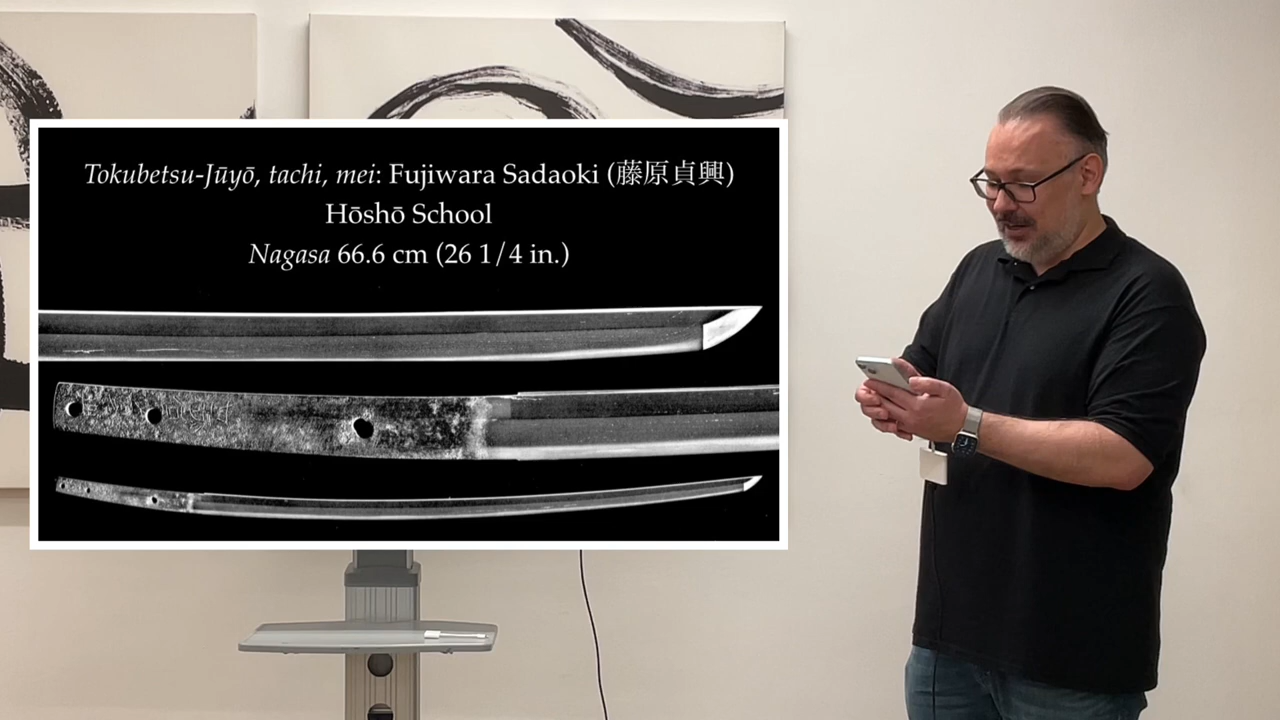 Tokubetsu-Jūyō, tachi, mei: Fujiwara Sadaoki (藤原貞興)
Hōshō School
Nagasa 66.6 cm (26 1/4 in.)